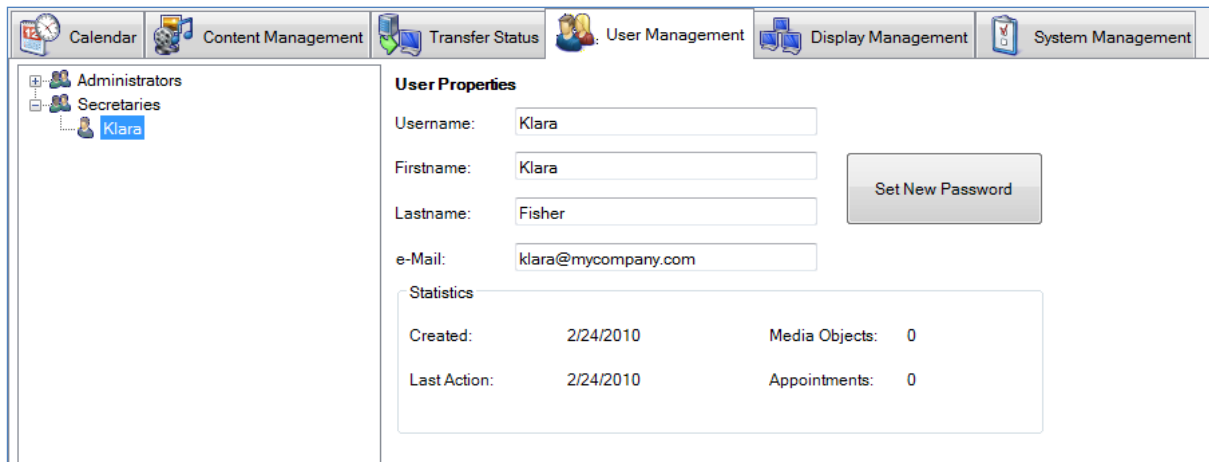 Calendar Content Management Transfer Status User Management Display Management System Management
Administrators
Secretaries
Klara
User Properties
Username: Klara
Firstname: Klara
Set New Password
Lastname: Fisher
e-Mail: klara@mycompany.com
Statistics
Created: 2/24/2010 Media Objects: 0
Last Action: 2/24/2010 Appointments: 0